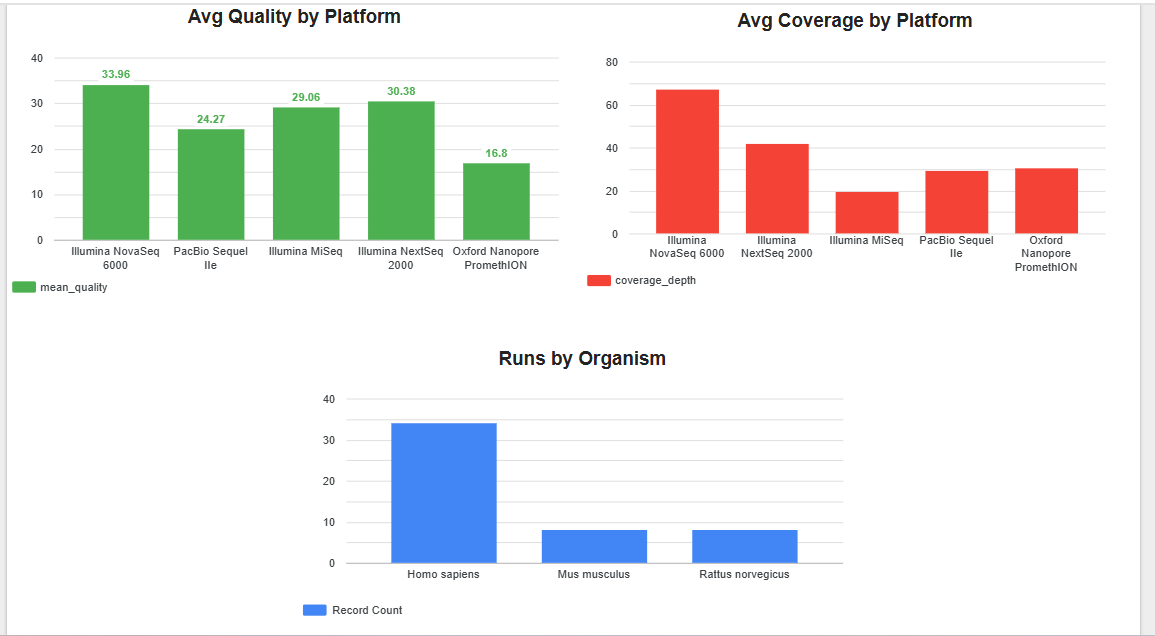 Avg Quality by Platform
40
30
20
10
0
33.96
24.27
29.06
30.38
16.8
Illumina NovaSeq
6000
PacBio Sequel
IIe
Illumina MiSeq
Illumina NextSeq
2000
Oxford Nanopore
PromethION
mean_quality
Avg Coverage by Platform
80
60
40
20
0
Illumina
NovaSeq 6000
Illumina
NextSeq 2000
Illumina MiSeq
PacBio Sequel
IIe
Oxford
Nanopore
PromethION
coverage_depth
Runs by Organism
40
30
20
10
0
Homo sapiens
Mus musculus
Rattus norvegicus
Record Count